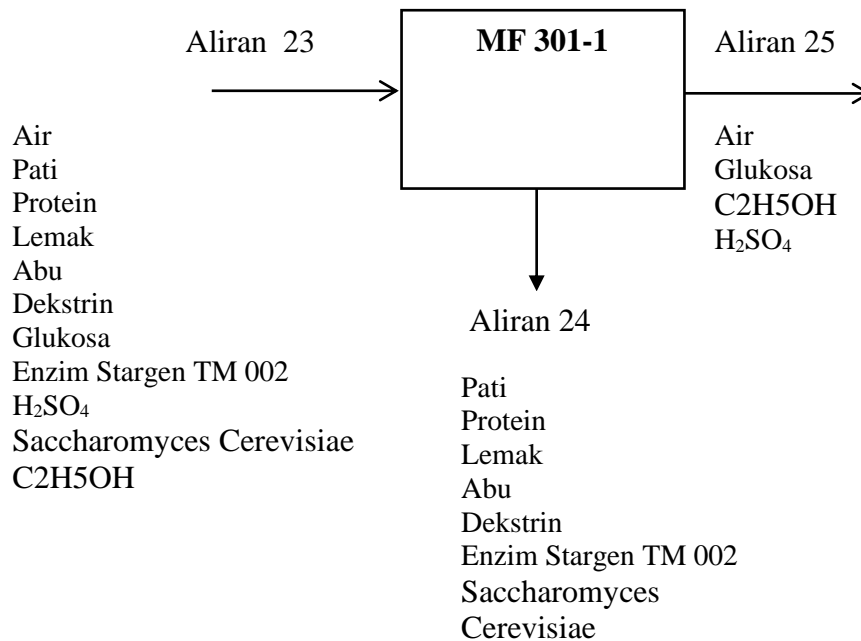 Aliran 23
MF 301-1
Aliran 25
Air
Pati
Protein
Lemak
Abu
Dekstrin
Glukosa
Enzim Stargen TM 002
H₂SO₄
Saccharomyces Cerevisiae
C2H5OH
Air
Glukosa
C2H5OH
H₂SO₄
Aliran 24
Pati
Protein
Lemak
Abu
Dekstrin
Enzim Stargen TM 002
Saccharomyces
Cerevisiae